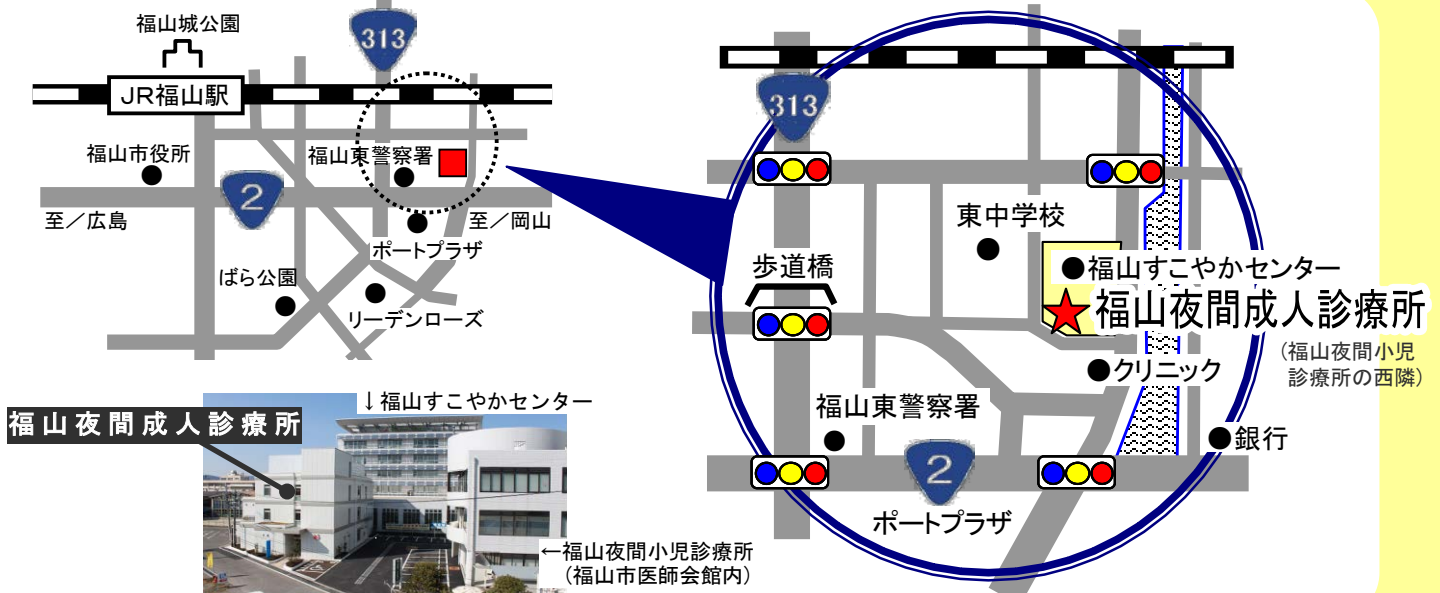 福山城公園
313
JR福山駅
福山市役所
福山東警察署
2
至／広島
至／岡山
ポートプラザ
ばら公園
リーデンローズ
313
東中学校
歩道橋
福山すこやかセンター
福山夜間成人診療所
（福山夜間小児
診療所の西隣）
クリニック
福山東警察署
2
銀行
ポートプラザ
↓福山すこやかセンター
福山夜間成人診療所
←福山夜間小児診療所
（福山市医師会館内）